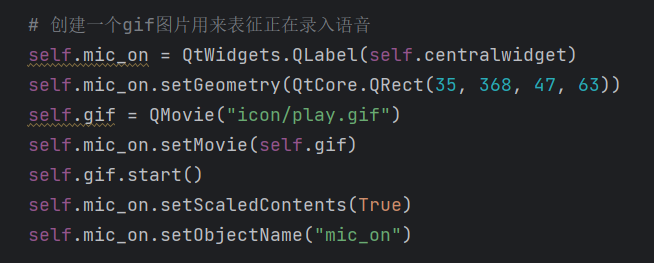 # 创建一个gif图片用来表征正在录入语音
self.mic_on = QtWidgets.QLabel(self.centralwidget)
self.mic_on.setGeometry(QtCore.QRect(35, 368, 47, 63))
self.gif = QMovie("icon/play.gif")
self.mic_on.setMovie(self.gif)
self.gif.start()
self.mic_on.setScaledContents(True)
self.mic_on.setObjectName("mic_on")